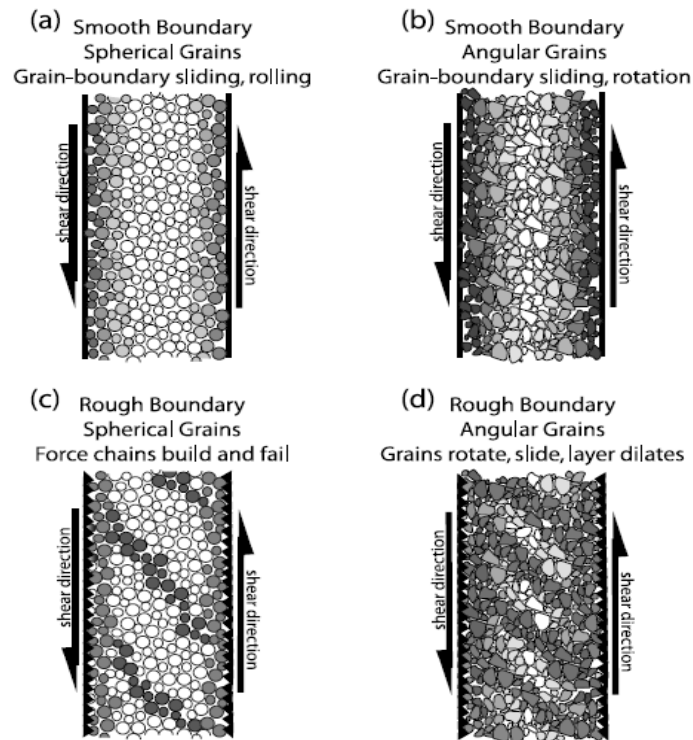 (a) Smooth Boundary
Spherical Grains
Grain-boundary sliding, rolling
shear direction
shear direction
(b) Smooth Boundary
Angular Grains
Grain-boundary sliding, rotation
shear direction
shear direction
(c) Rough Boundary
Spherical Grains
Force chains build and fail
shear direction
shear direction
(d) Rough Boundary
Angular Grains
Grains rotate, slide, layer dilates
shear direction
shear direction